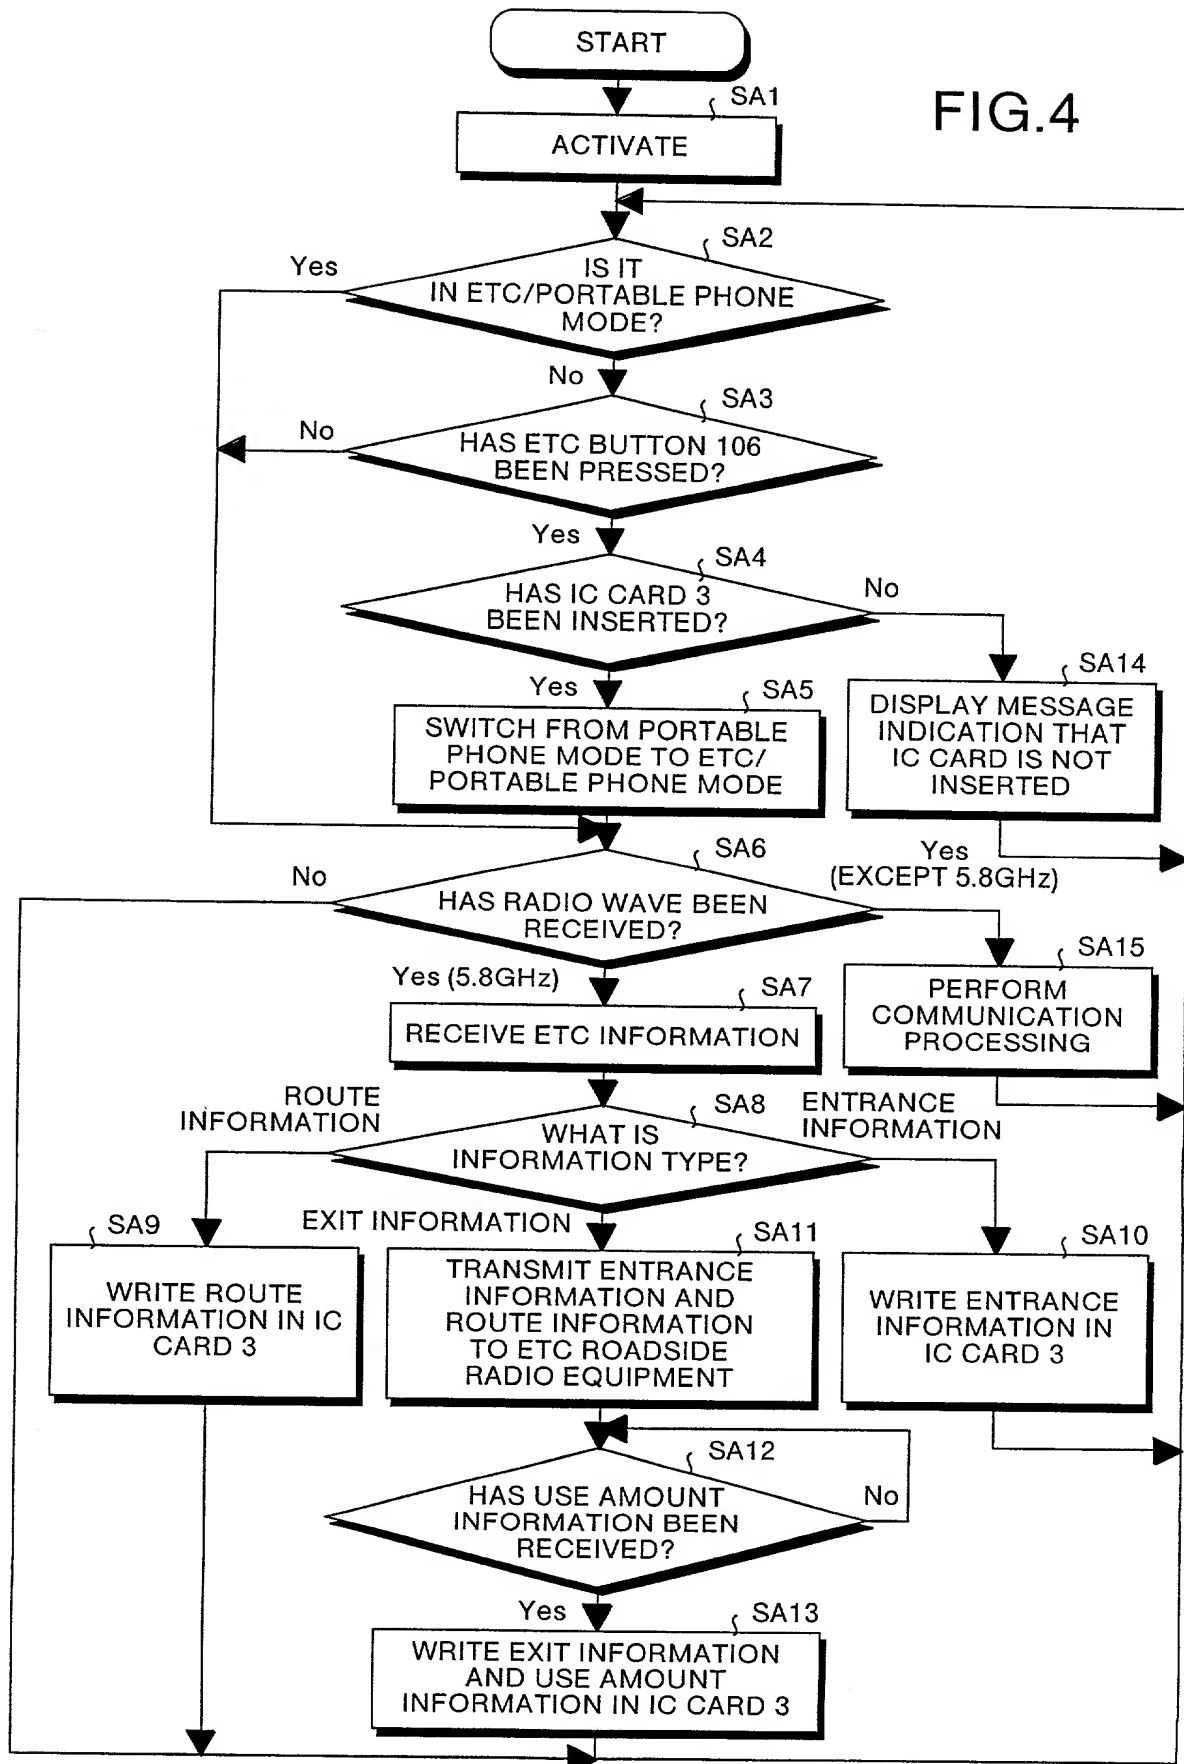 START
FIG.4
SA1
ACTIVATE
SA2
Yes
IS IT
IN ETC/PORTABLE PHONE
MODE?
No
SA3
No
HAS ETC BUTTON 106
BEEN PRESSED?
Yes
SA4
HAS IC CARD 3
BEEN INSERTED?
No
Yes
SA5
SWITCH FROM PORTABLE
PHONE MODE TO ETC/
PORTABLE PHONE MODE
SA14
DISPLAY MESSAGE
INDICATION THAT
IC CARD IS NOT
INSERTED
SA6
No
HAS RADIO WAVE BEEN
RECEIVED?
Yes
(EXCEPT 5.8GHz)
Yes (5.8GHz)
SA7
RECEIVE ETC INFORMATION
SA15
PERFORM
COMMUNICATION
PROCESSING
ROUTE
INFORMATION
SA8
WHAT IS
INFORMATION TYPE?
ENTRANCE
INFORMATION
EXIT INFORMATION
SA9
WRITE ROUTE
INFORMATION IN IC
CARD 3
SA11
TRANSMIT ENTRANCE
INFORMATION AND
ROUTE INFORMATION
TO ETC ROADSIDE
RADIO EQUIPMENT
SA10
WRITE ENTRANCE
INFORMATION IN
IC CARD 3
SA12
HAS USE AMOUNT
INFORMATION BEEN
RECEIVED?
No
Yes
SA13
WRITE EXIT INFORMATION
AND USE AMOUNT
INFORMATION IN IC CARD 3